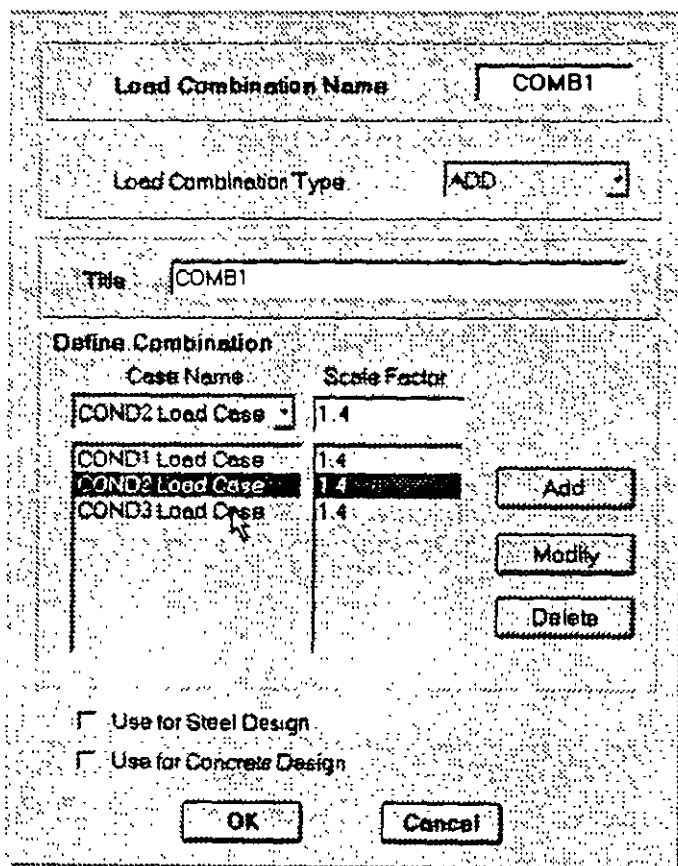 Load Combination Name COMB1
Load Combination Type ADD
Title COMB1
Define Combination
Case Name Scale Factor
COND2 Load Case 1.4
COND1 Load Case 1.4
COND2 Load Case 1.4
COND3 Load Case 1.4
Add
Modify
Delete
Use for Steel Design
Use for Concrete Design
OK Cancel